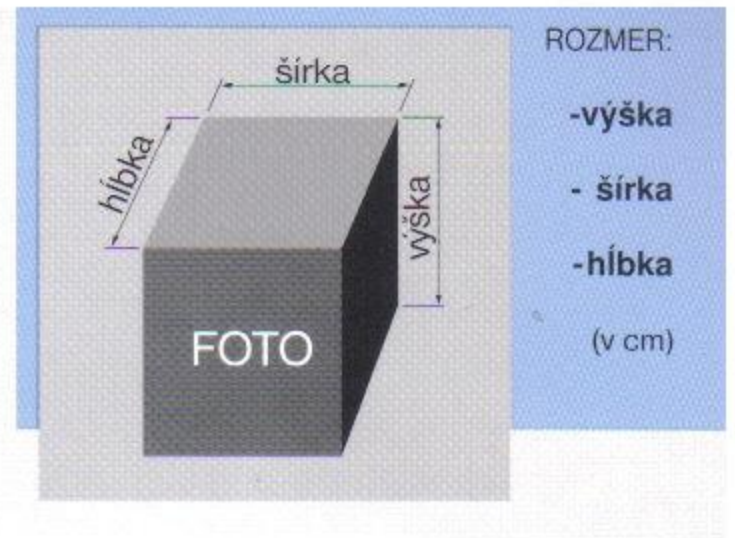 šírka
hĺbka
výška
FOTO
ROZMER:
-výška
- šírka
-hĺbka
(v cm)